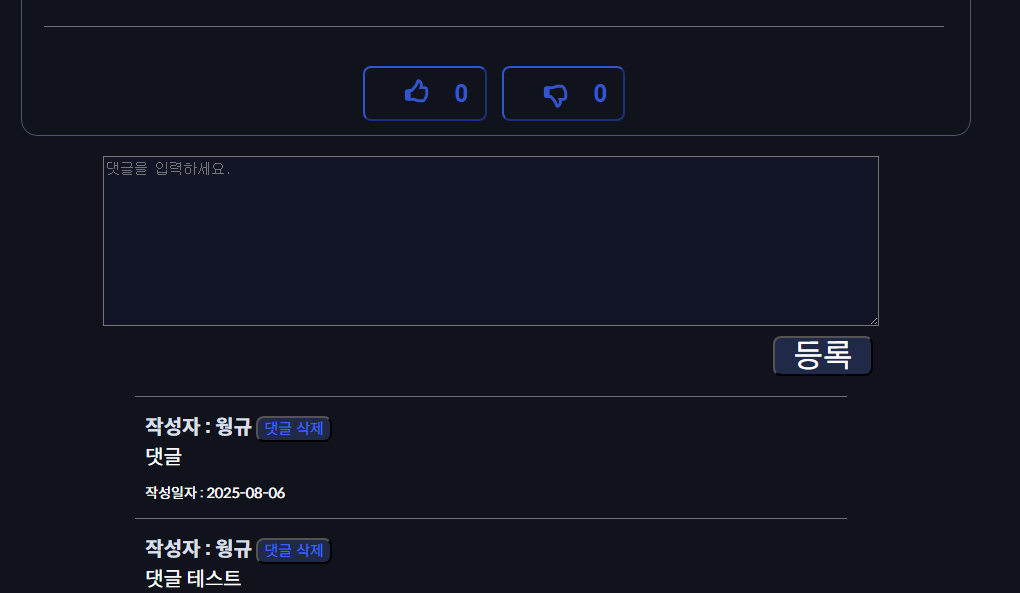 0 0
댓글을 입력하세요.
등록
작성자 : 웡규 댓글 삭제
댓글
작성일자 : 2025-08-06
작성자 : 웡규 댓글 삭제
댓글 테스트